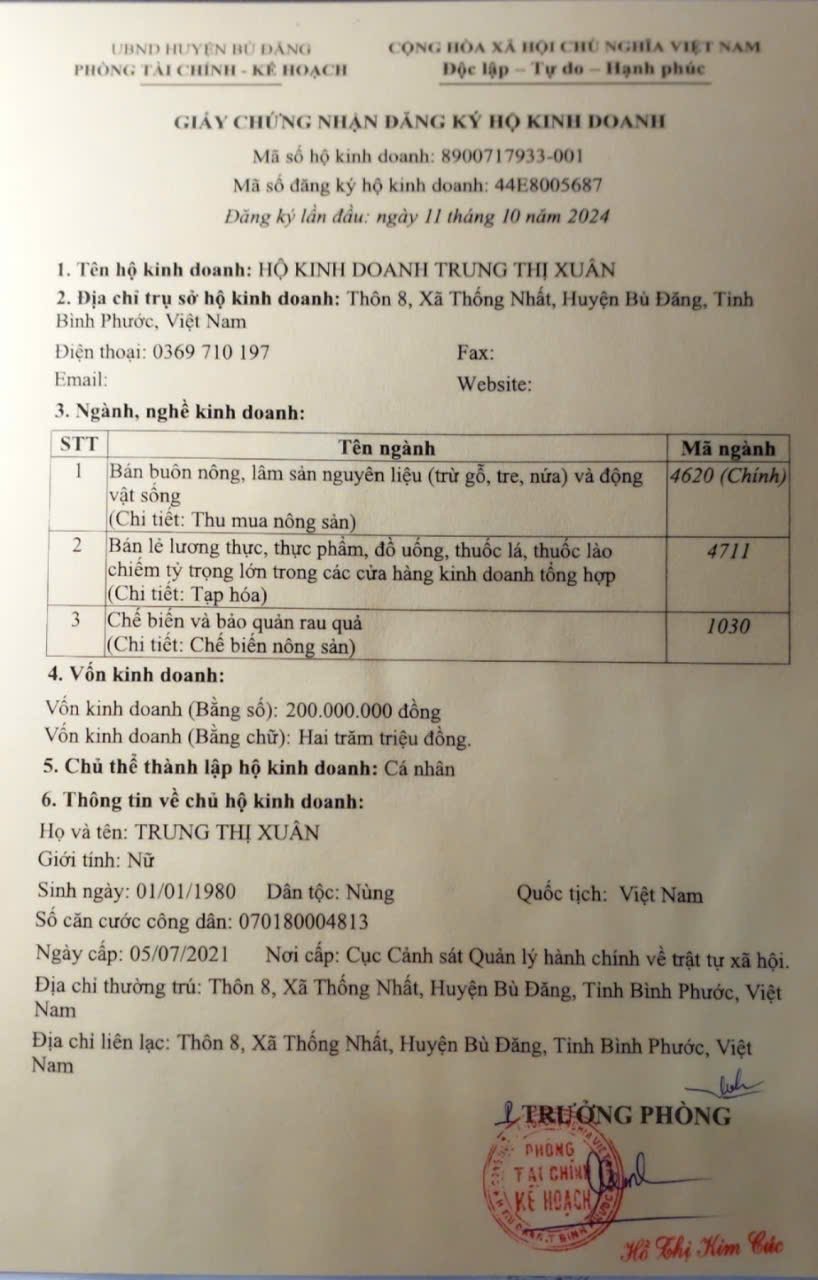 UBND HUYỆN BÙ ĐĂNG
PHÒNG TÀI CHÍNH - KẾ HOẠCH
CỘNG HÒA XÃ HỘI CHỦ NGHĨA VIỆT NAM
Độc lập – Tự do – Hạnh phúc
GIẤY CHỨNG NHẬN ĐĂNG KÝ HỘ KINH DOANH
Mã số hộ kinh doanh: 8900717933-001
Mã số đăng ký hộ kinh doanh: 44E8005687
Đăng ký lần đầu: ngày 11 tháng 10 năm 2024
1. Tên hộ kinh doanh: HỘ KINH DOANH TRUNG THỊ XUÂN
2. Địa chỉ trụ sở hộ kinh doanh: Thôn 8, Xã Thống Nhất, Huyện Bù Đăng, Tỉnh
Bình Phước, Việt Nam
Điện thoại: 0369 710 197 Fax:
Email: Website:
3. Ngành, nghề kinh doanh:
STT Tên ngành Mã ngành
1 Bán buôn nông, lâm sản nguyên liệu (trừ gỗ, tre, nứa) và động 4620 (Chính)
vật sống
(Chi tiết: Thu mua nông sản)
2 Bán lẻ lương thực, thực phẩm, đồ uống, thuốc lá, thuốc lào 4711
chiếm tỷ trọng lớn trong các cửa hàng kinh doanh tổng hợp
(Chi tiết: Tạp hóa)
3 Chế biến và bảo quản rau quả 1030
(Chi tiết: Chế biến nông sản)
4. Vốn kinh doanh:
Vốn kinh doanh (Bằng số): 200.000.000 đồng
Vốn kinh doanh (Bằng chữ): Hai trăm triệu đồng.
5. Chủ thể thành lập hộ kinh doanh: Cá nhân
6. Thông tin về chủ hộ kinh doanh:
Họ và tên: TRUNG THỊ XUÂN
Giới tính: Nữ
Sinh ngày: 01/01/1980 Dân tộc: Nùng Quốc tịch: Việt Nam
Số căn cước công dân: 070180004813
Ngày cấp: 05/07/2021 Nơi cấp: Cục Cảnh sát Quản lý hành chính về trật tự xã hội.
Địa chỉ thường trú: Thôn 8, Xã Thống Nhất, Huyện Bù Đăng, Tỉnh Bình Phước, Việt
Nam
Địa chỉ liên lạc: Thôn 8, Xã Thống Nhất, Huyện Bù Đăng, Tỉnh Bình Phước, Việt
Nam
TRƯỞNG PHÒNG
PHÒNG
TÀI CHÍNH
KẾ HOẠCH
Hồ Thị Kim Cúc